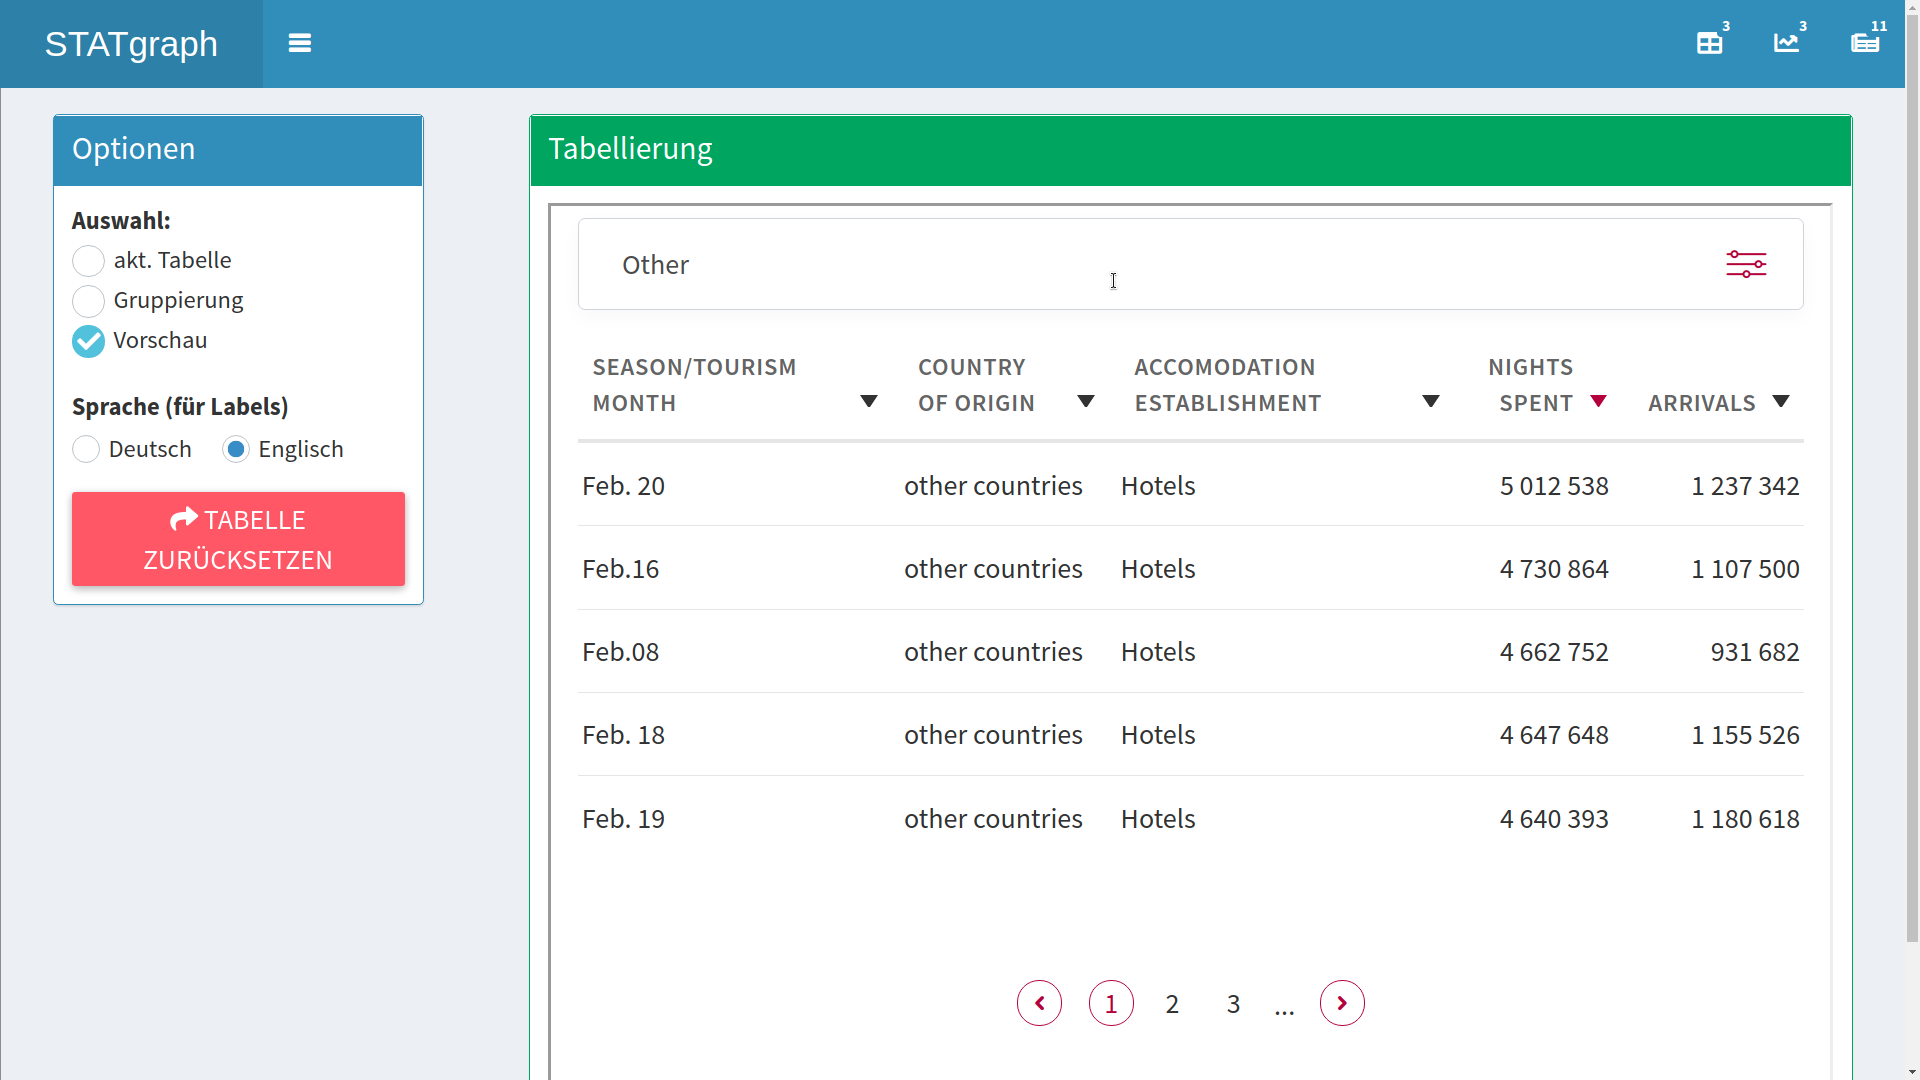 STATgraph
3
3
11
Optionen
Auswahl:
akt. Tabelle
Gruppierung
Vorschau
Sprache (für Labels)
Deutsch Englisch
TABELLE
ZURÜCKSETZEN
Tabellierung
Other
SEASON/TOURISM MONTH
COUNTRY OF ORIGIN
ACCOMODATION ESTABLISHMENT
NIGHTS SPENT
ARRIVALS
Feb. 20 other countries Hotels 5 012 538 1 237 342
Feb.16 other countries Hotels 4 730 864 1 107 500
Feb.08 other countries Hotels 4 662 752 931 682
Feb. 18 other countries Hotels 4 647 648 1 155 526
Feb. 19 other countries Hotels 4 640 393 1 180 618
1 2 3 ...